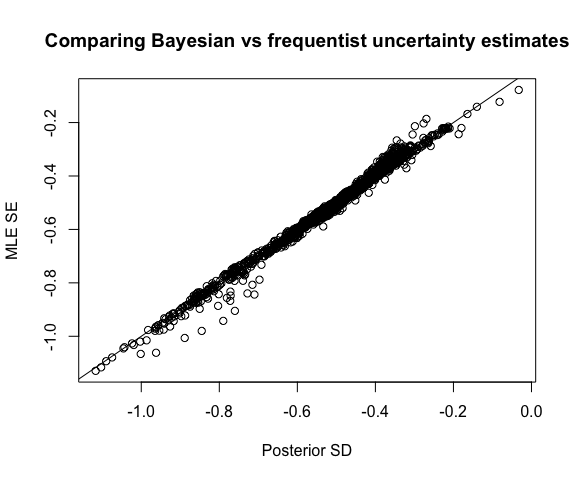 Comparing Bayesian vs frequentist uncertainty estimates
-0.2
-0.4
-0.6
-0.8
-1.0
MLE SE
-1.0 -0.8 -0.6 -0.4 -0.2 0.0
Posterior SD